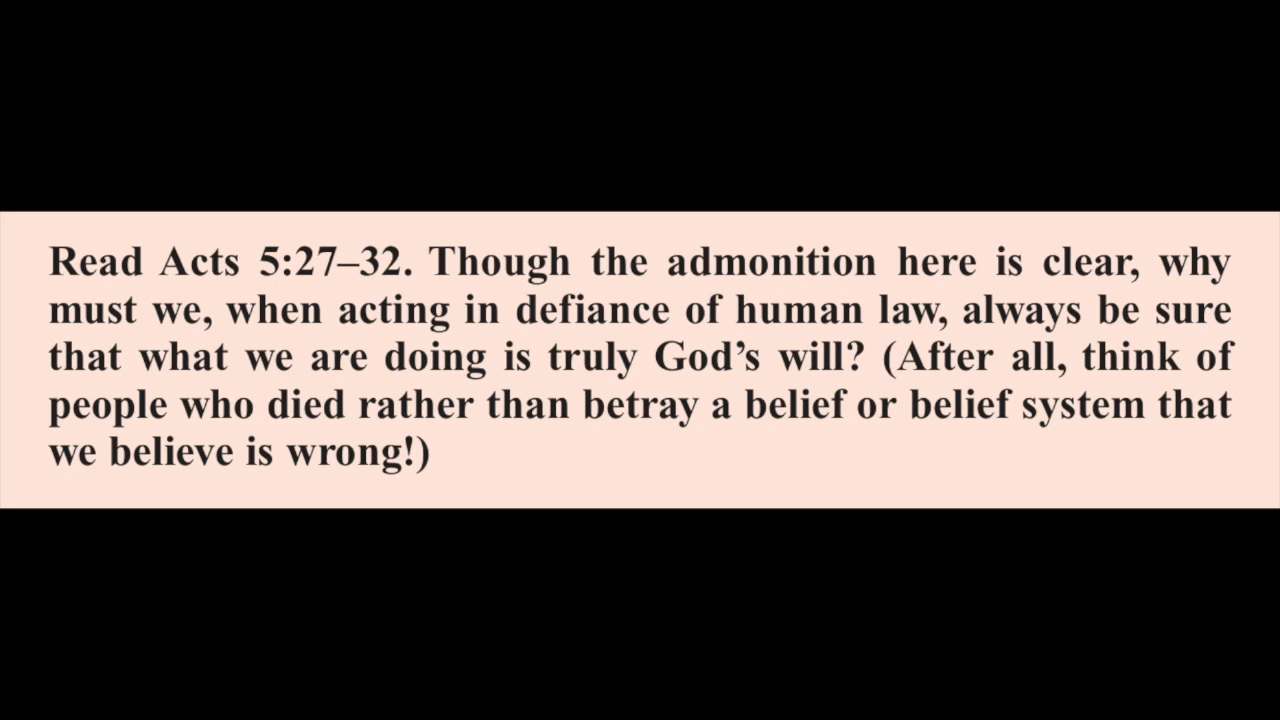 Read Acts 5:27–32. Though the admonition here is clear, why
must we, when acting in defiance of human law, always be sure
that what we are doing is truly God’s will? (After all, think of
people who died rather than betray a belief or belief system that
we believe is wrong!)